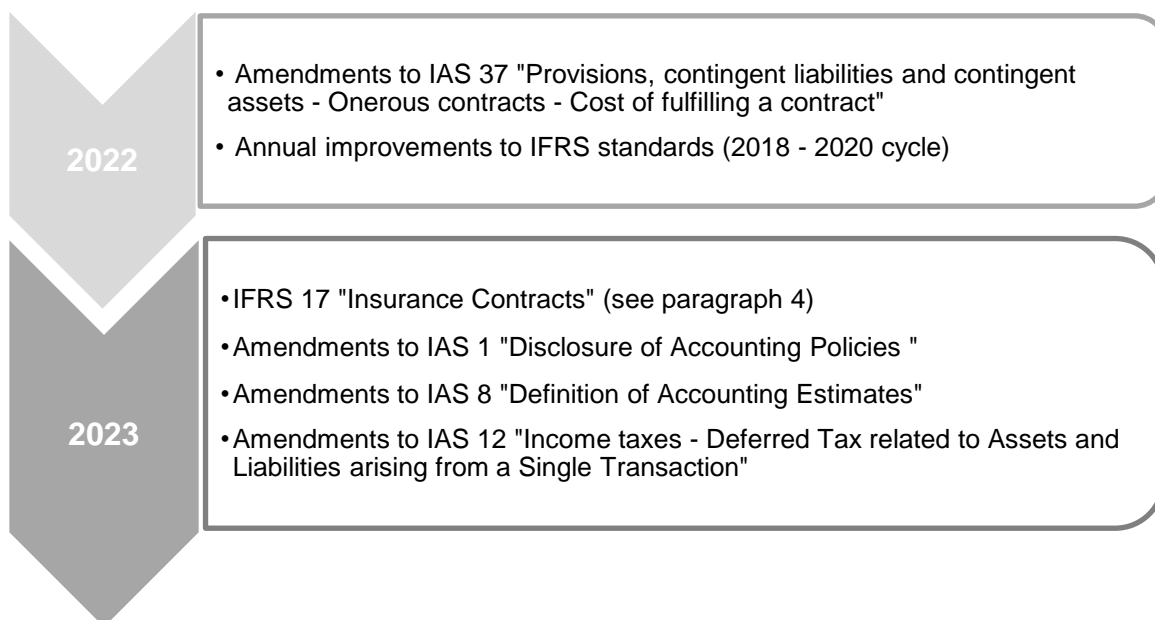 2022
• Amendments to IAS 37 "Provisions, contingent liabilities and contingent
assets - Onerous contracts - Cost of fulfilling a contract"
• Annual improvements to IFRS standards (2018 - 2020 cycle)
2023
•IFRS 17 "Insurance Contracts" (see paragraph 4)
•Amendments to IAS 1 "Disclosure of Accounting Policies "
•Amendments to IAS 8 "Definition of Accounting Estimates"
•Amendments to IAS 12 "Income taxes - Deferred Tax related to Assets and
Liabilities arising from a Single Transaction"